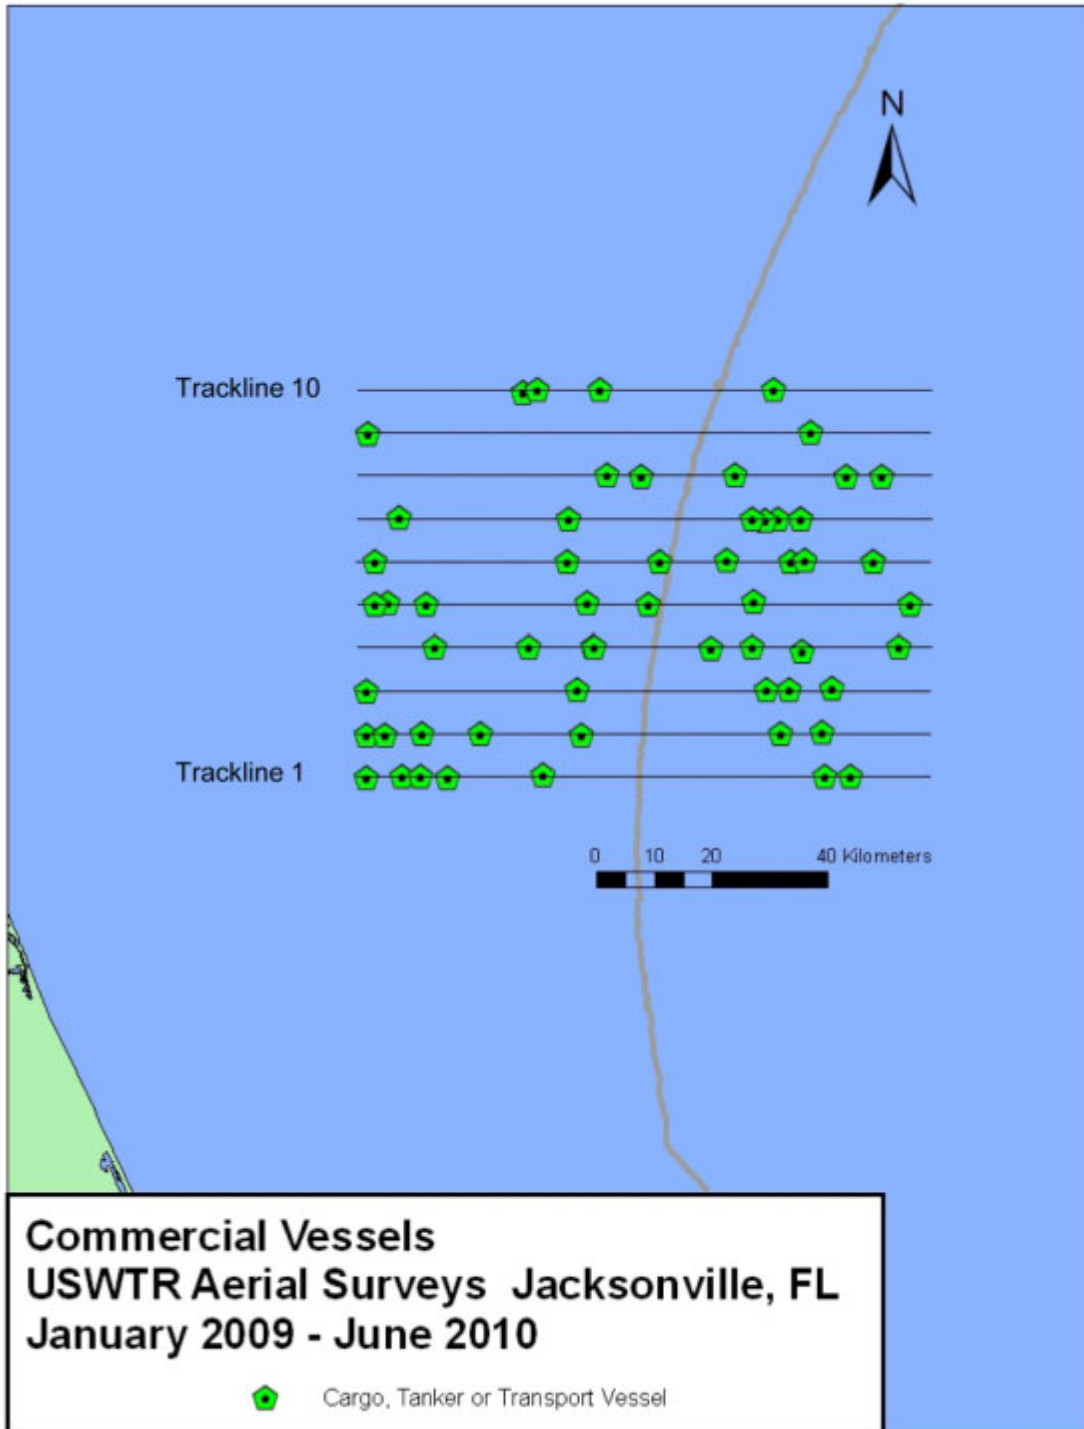 N
Trackline 10
Trackline 1
0 10 20 40 Kilometers
Commercial Vessels
USWTR Aerial Surveys Jacksonville, FL
January 2009 - June 2010
Cargo, Tanker or Transport Vessel